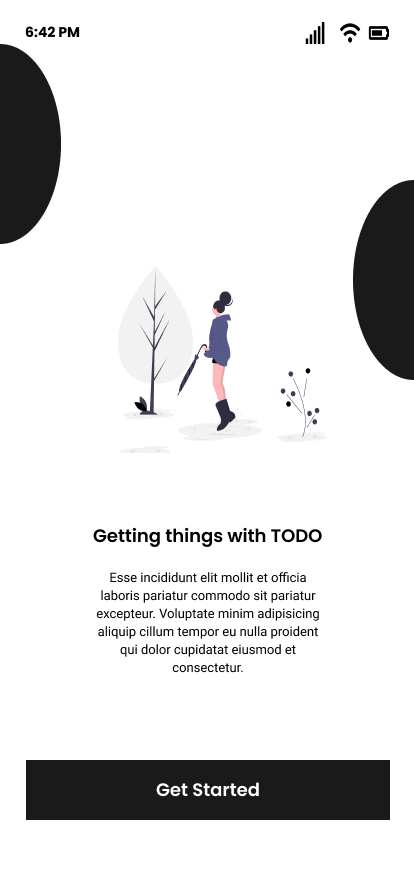 6:42 PM
Getting things with TODO
Esse incididunt elit mollit et officia
laboris pariatur commodo sit pariatur
excepteur. Voluptate minim adipisicing
aliquip cillum tempor eu nulla proident
qui dolor cupidatat eiusmod et
consectetur.
Get Started